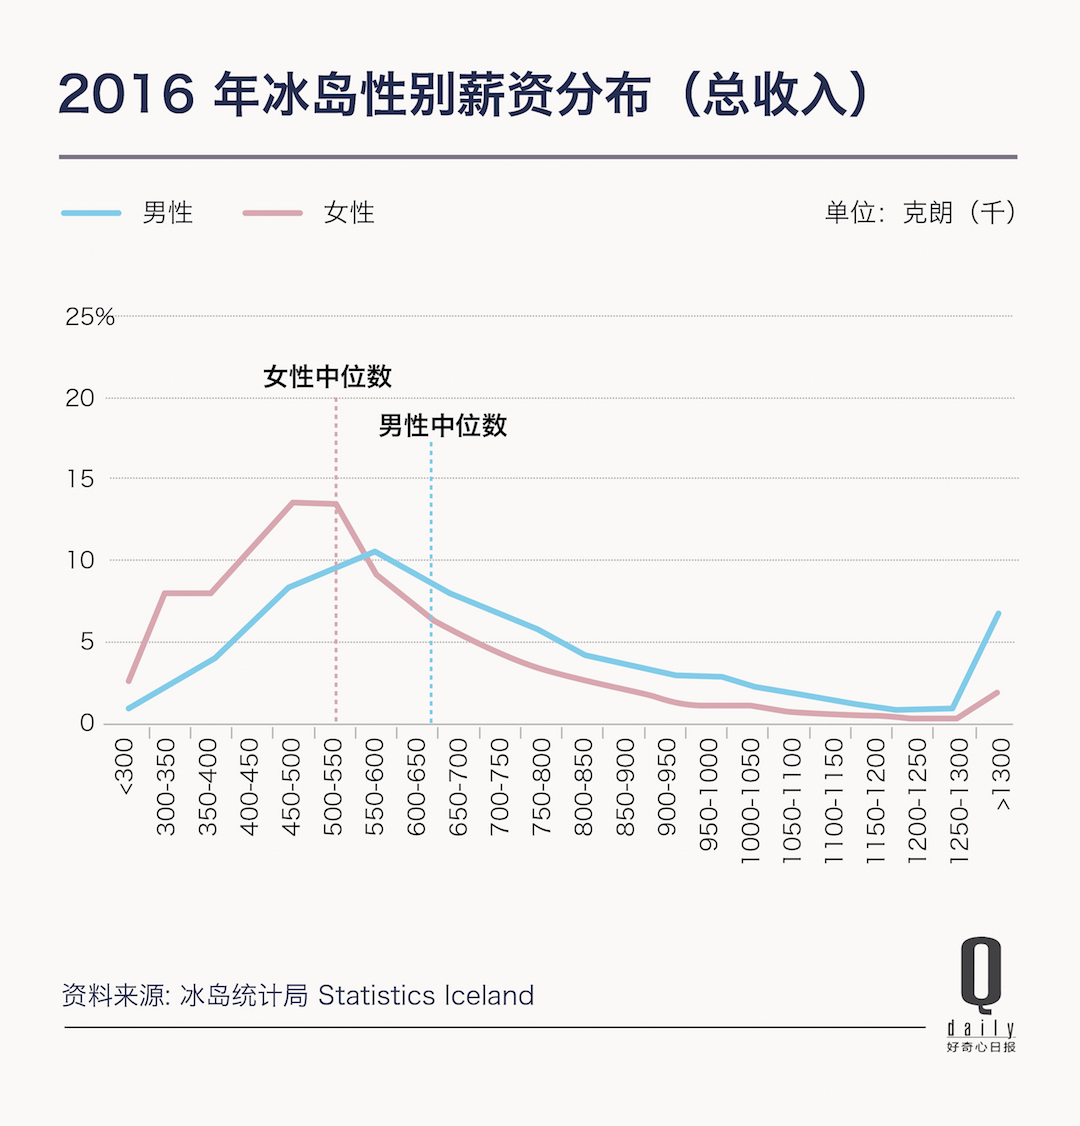 2016 年冰岛性别薪资分布（总收入）
男性 女性 单位：克朗（千）
25%
女性中位数
20
男性中位数
15
10
5
0
<300 300-350 350-400 400-450 450-500 500-550 550-600 600-650 650-700 700-750 750-800 800-850 850-900 900-950 950-1000 1000-1050 1050-1100 1100-1150 1150-1200 1200-1250 1250-1300 >1300
资料来源: 冰岛统计局 Statistics Iceland
Q
daily
好奇心日报